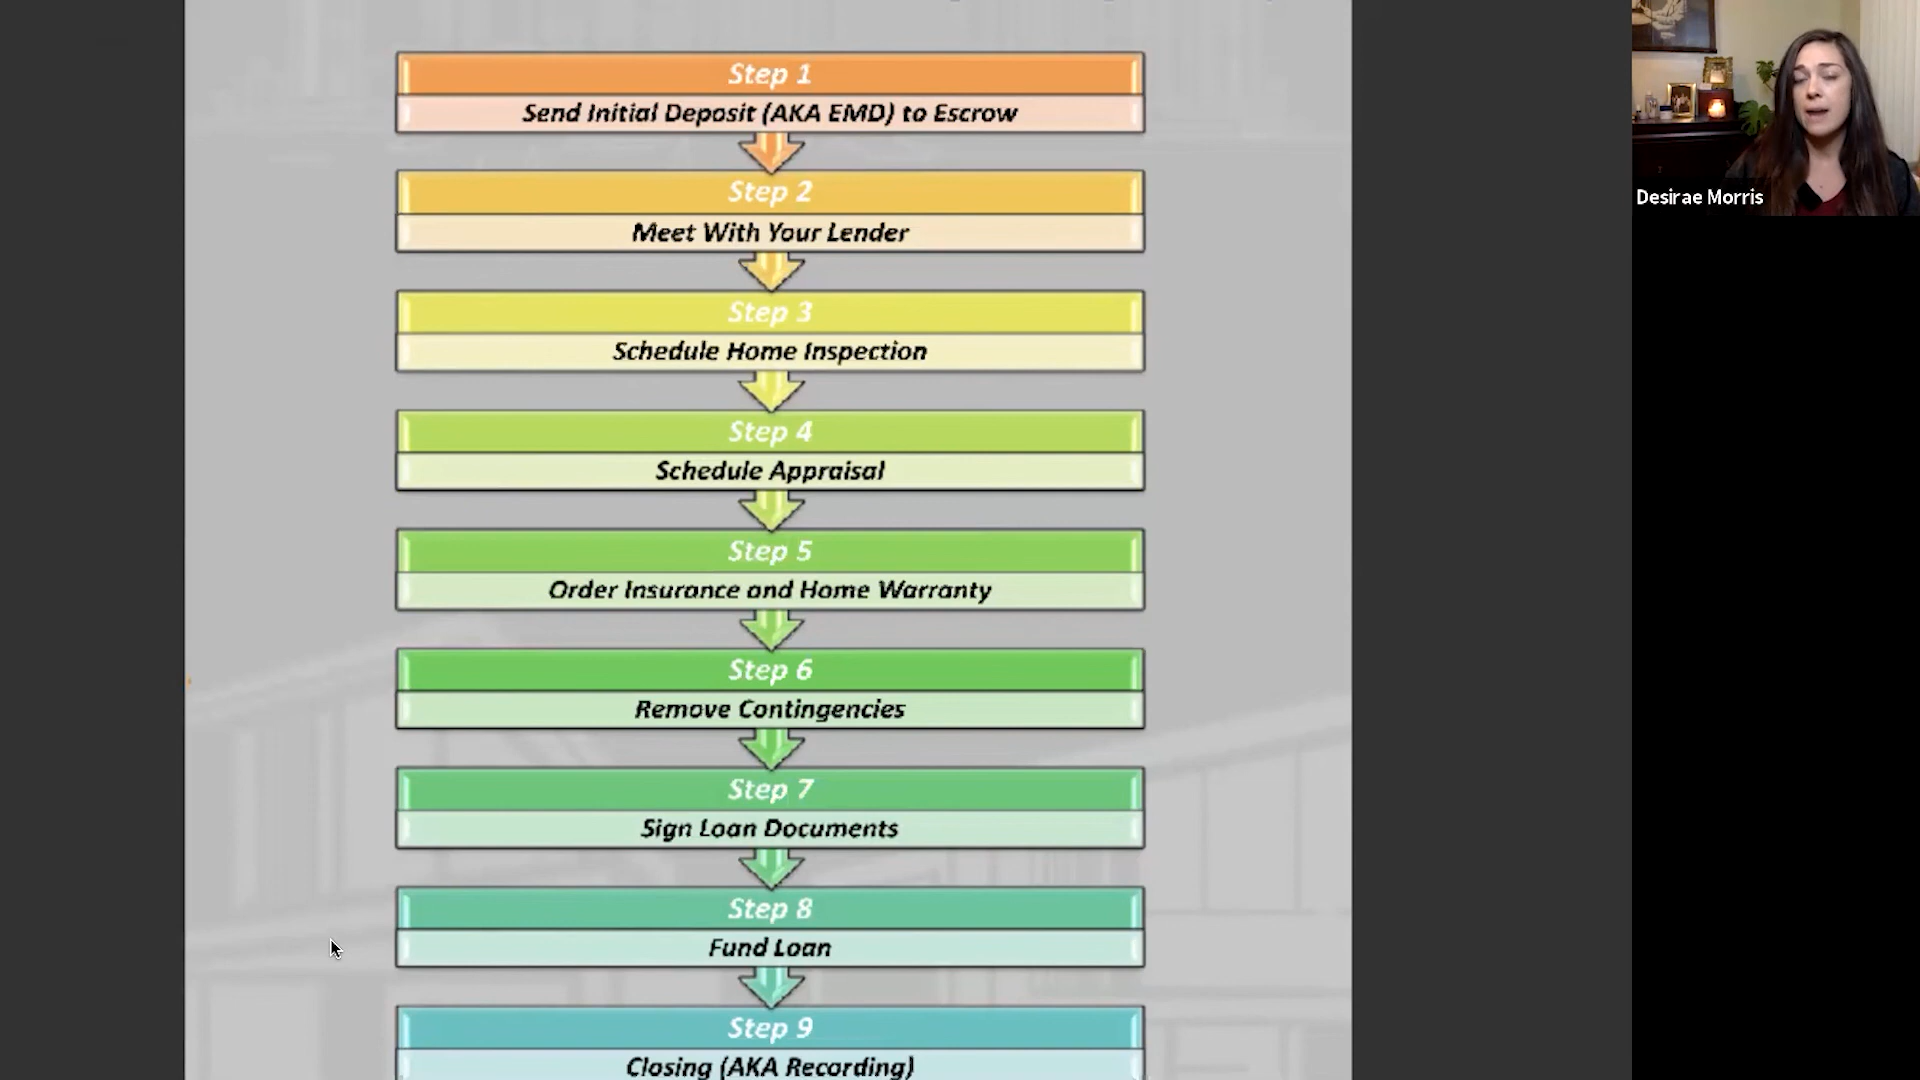 Step 1
Send Initial Deposit (AKA EMD) to Escrow
Step 2
Meet With Your Lender
Step 3
Schedule Home Inspection
Step 4
Schedule Appraisal
Step 5
Order Insurance and Home Warranty
Step 6
Remove Contingencies
Step 7
Sign Loan Documents
Step 8
Fund Loan
Step 9
Closing (AKA Recording)
Desirae Morris